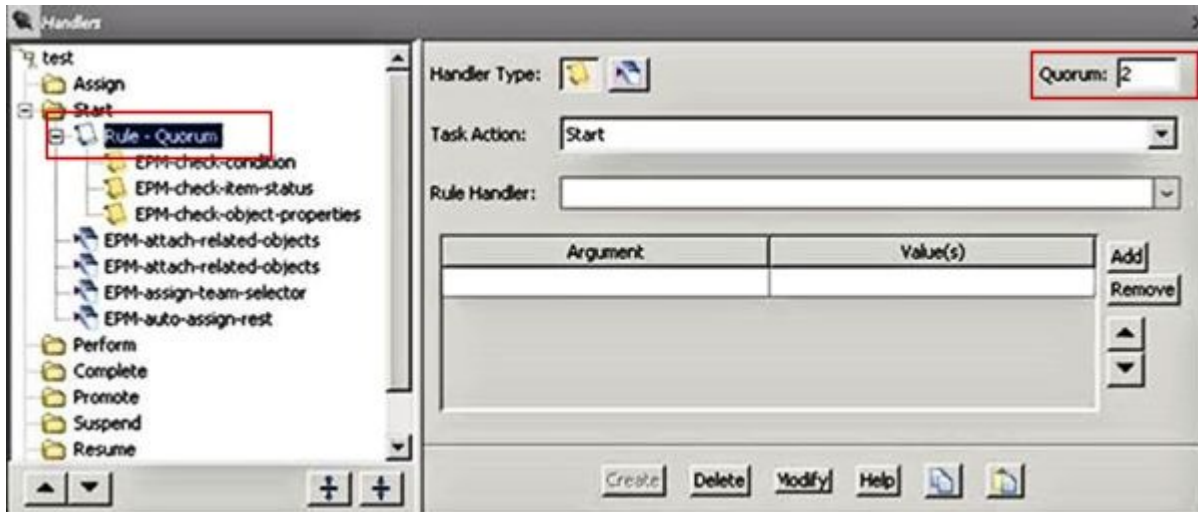 Handlers
test
Assign
Start
Rule - Quorum
EPM-check-condition
EPM-check-item-status
EPM-check-object-properties
EPM-attach-related-objects
EPM-attach-related-objects
EPM-assign-team-selector
EPM-auto-assign-rest
Perform
Complete
Promote
Suspend
Resume
Handler Type:
Quorum: 2
Task Action: Start
Rule Handler:
Argument Value(s)
Add
Remove
Create Delete Modify Help